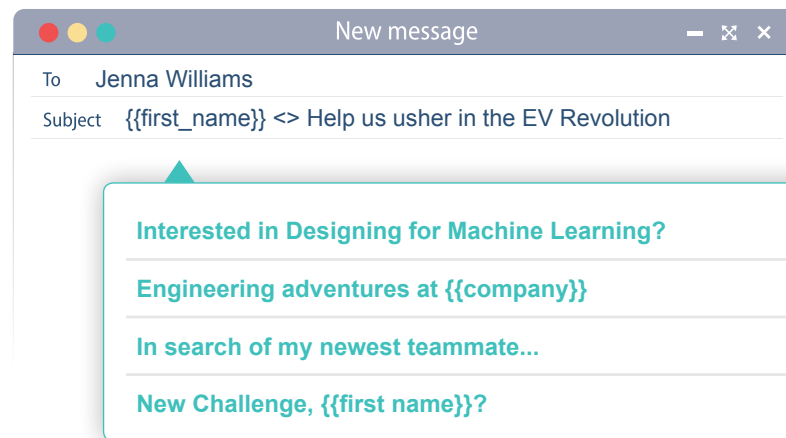 New message
To Jenna Williams
Subject {{first_name}} <> Help us usher in the EV Revolution
Interested in Designing for Machine Learning?
Engineering adventures at {{company}}
In search of my newest teammate...
New Challenge, {{first name}}?